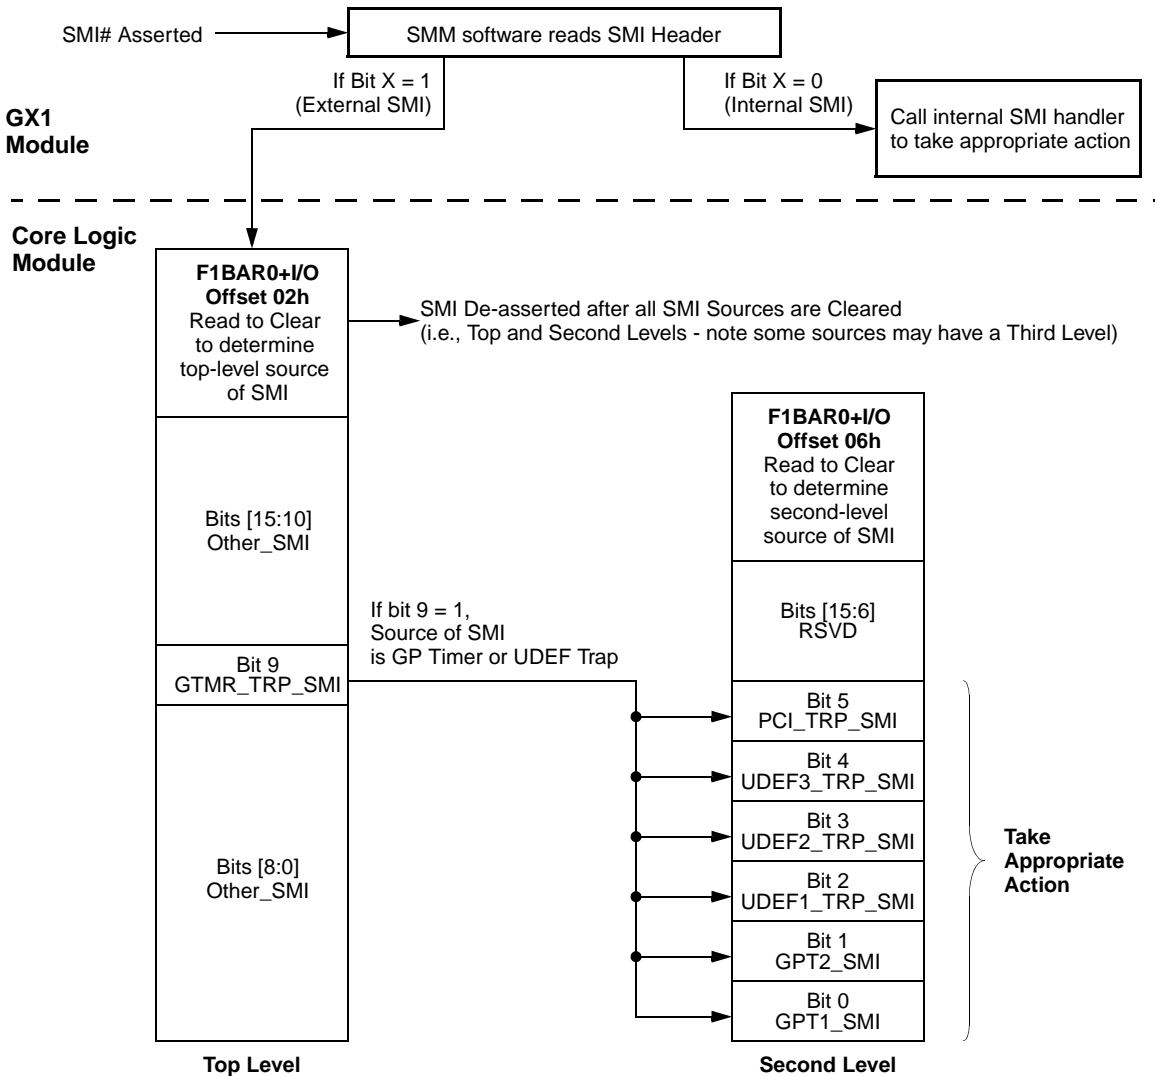 SMI# Asserted
SMM software reads SMI Header
If Bit X = 1
(External SMI)
If Bit X = 0
(Internal SMI)
Call internal SMI handler
to take appropriate action
GX1
Module
Core Logic
Module
F1BAR0+I/O
Offset 02h
Read to Clear
to determine
top-level source
of SMI
SMI De-asserted after all SMI Sources are Cleared
(i.e., Top and Second Levels - note some sources may have a Third Level)
Bits [15:10]
Other_SMI
If bit 9 = 1,
Source of SMI
is GP Timer or UDEF Trap
Bit 9
GTMR_TRP_SMI
Bits [8:0]
Other_SMI
Top Level
F1BAR0+I/O
Offset 06h
Read to Clear
to determine
second-level
source of SMI
Bits [15:6]
RSVD
Bit 5
PCI_TRP_SMI
Bit 4
UDEF3_TRP_SMI
Bit 3
UDEF2_TRP_SMI
Bit 2
UDEF1_TRP_SMI
Bit 1
GPT2_SMI
Bit 0
GPT1_SMI
Second Level
Take
Appropriate
Action